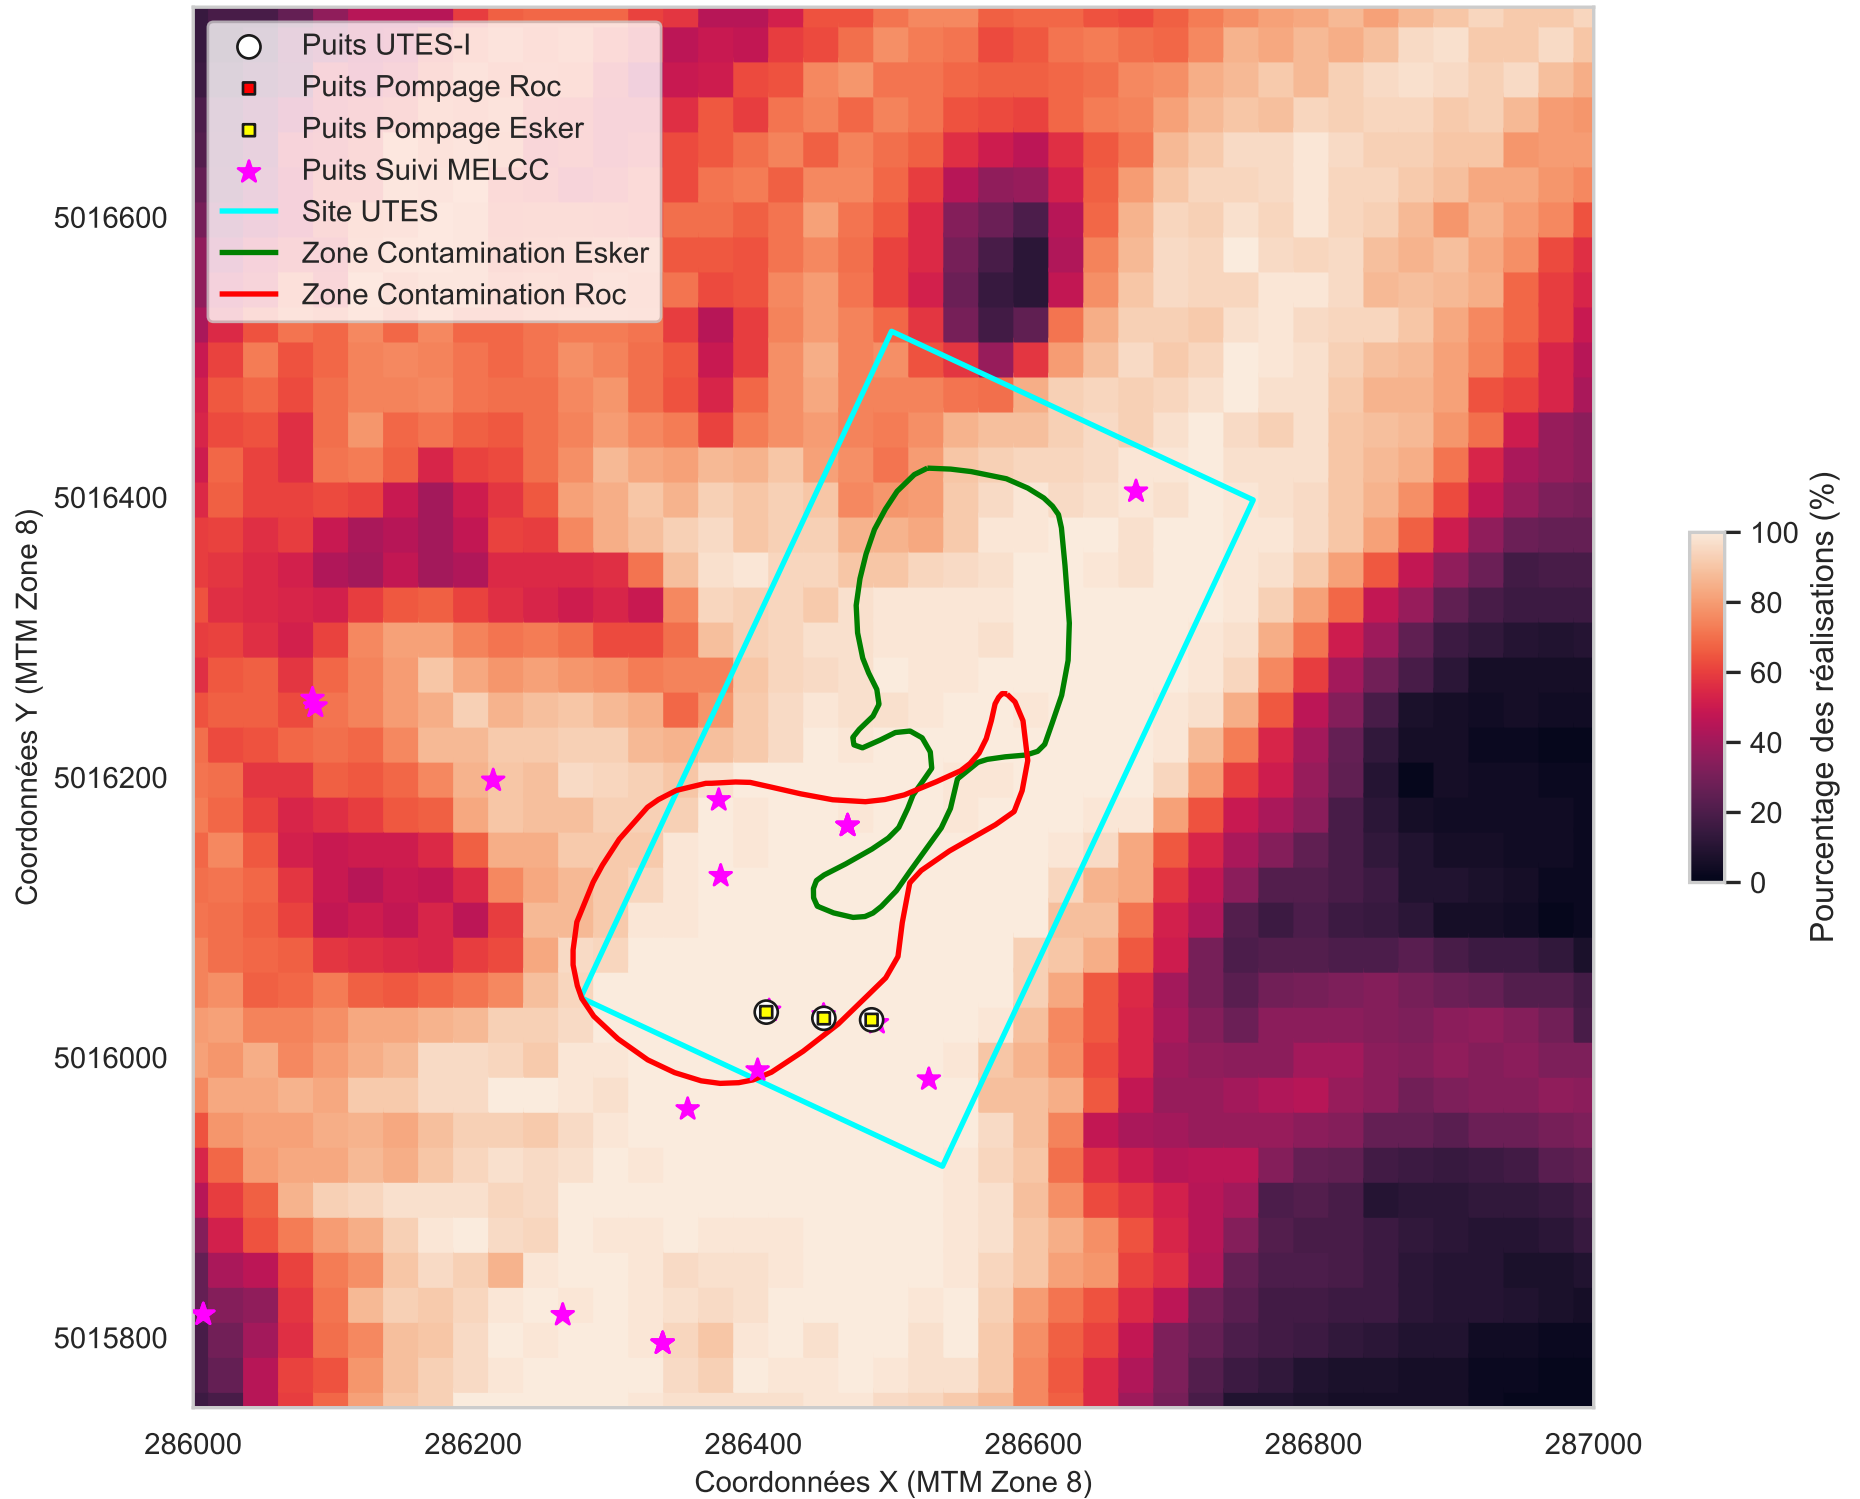 Puits UTES-I
Puits Pompage Roc
Puits Pompage Esker
Puits Suivi MELCC
Site UTES
Zone Contamination Esker
Zone Contamination Roc
5016600
5016400
5016200
5016000
5015800
Coordonnées Y (MTM Zone 8)
286000
286200
286400
286600
286800
287000
Coordonnées X (MTM Zone 8)
100
80
60
40
20
0
Pourcentage des réalisations (%)